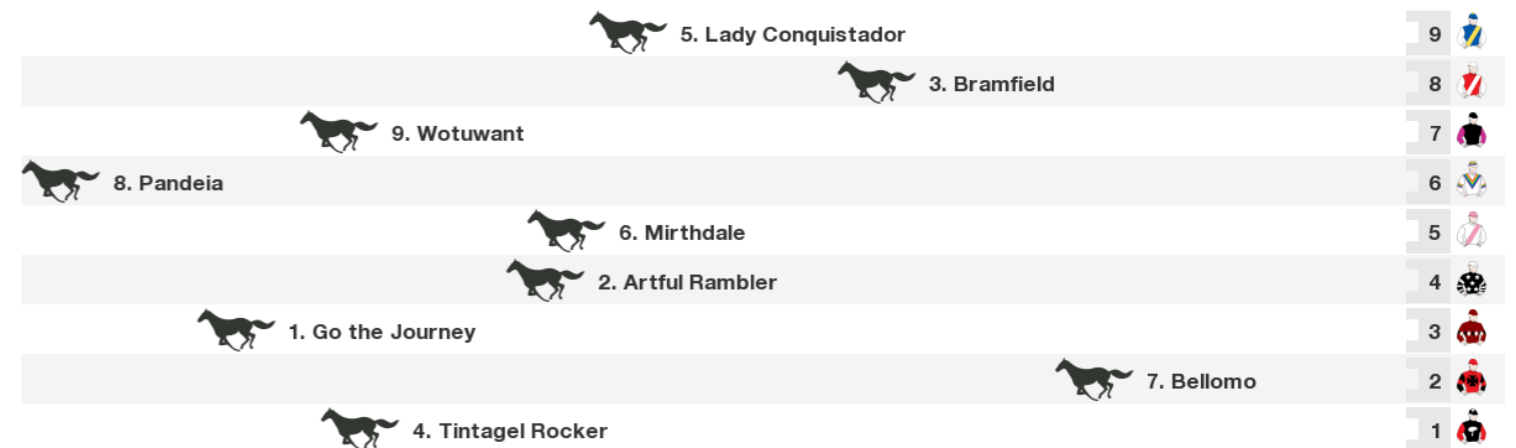 5. Lady Conquistador 9
3. Bramfield 8
9. Wotuwant 7
8. Pandeia 6
6. Mirthdale 5
2. Artful Rambler 4
1. Go the Journey 3
7. Bellomo 2
4. Tintagel Rocker 1